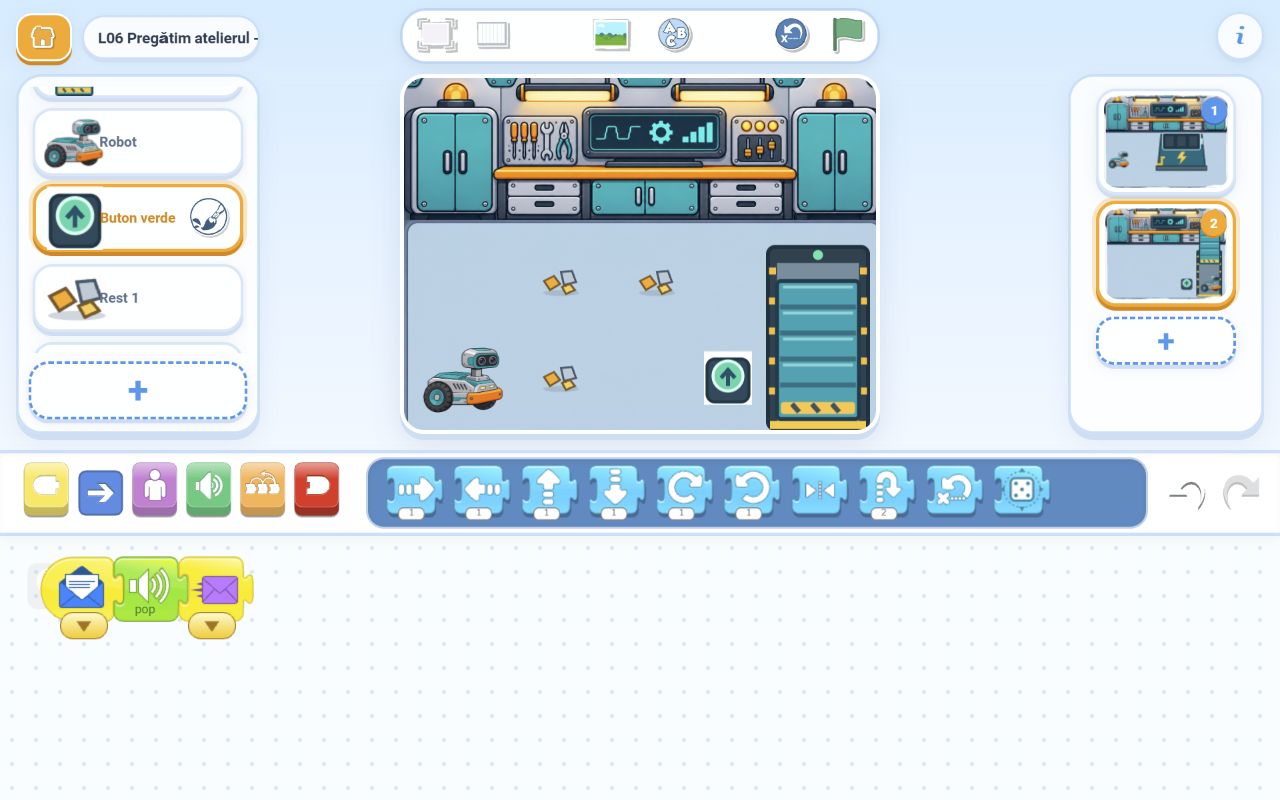 L06 Pregătim atelierul -
A
B
C
x
i
Robot
Buton verde
Rest 1
+
1
2
+
1
1
1
1
1
1
2
x
pop